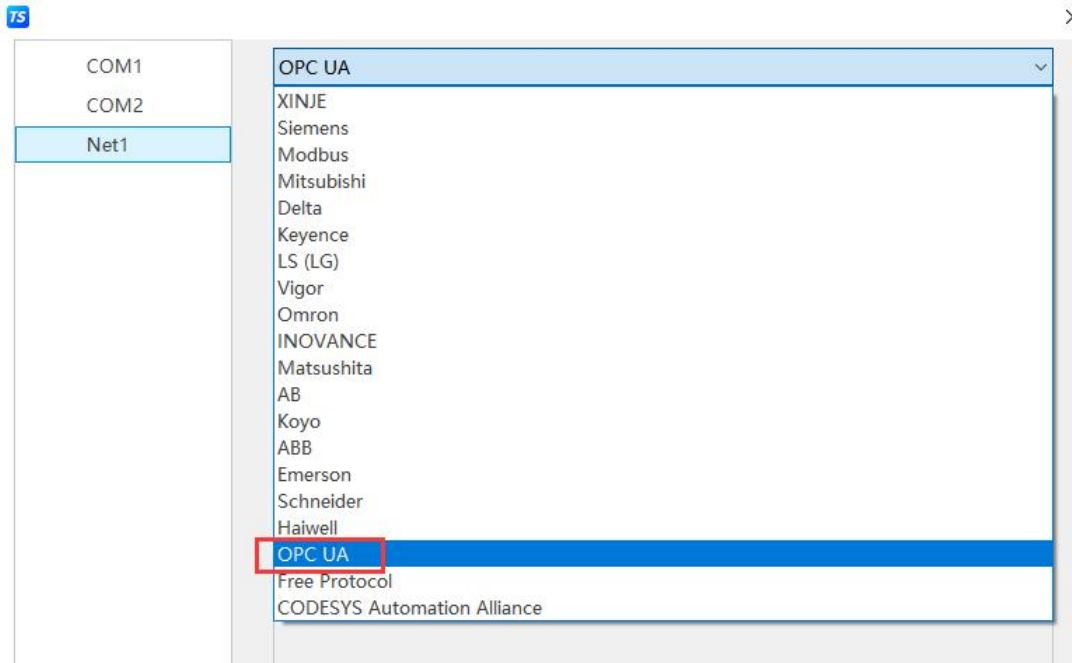 TS
COM1
COM2
Net1
OPC UA
XINJE
Siemens
Modbus
Mitsubishi
Delta
Keyence
LS (LG)
Vigor
Omron
INOVANCE
Matsushita
AB
Koyo
ABB
Emerson
Schneider
Haiwell
OPC UA
Free Protocol
CODESYS Automation Alliance